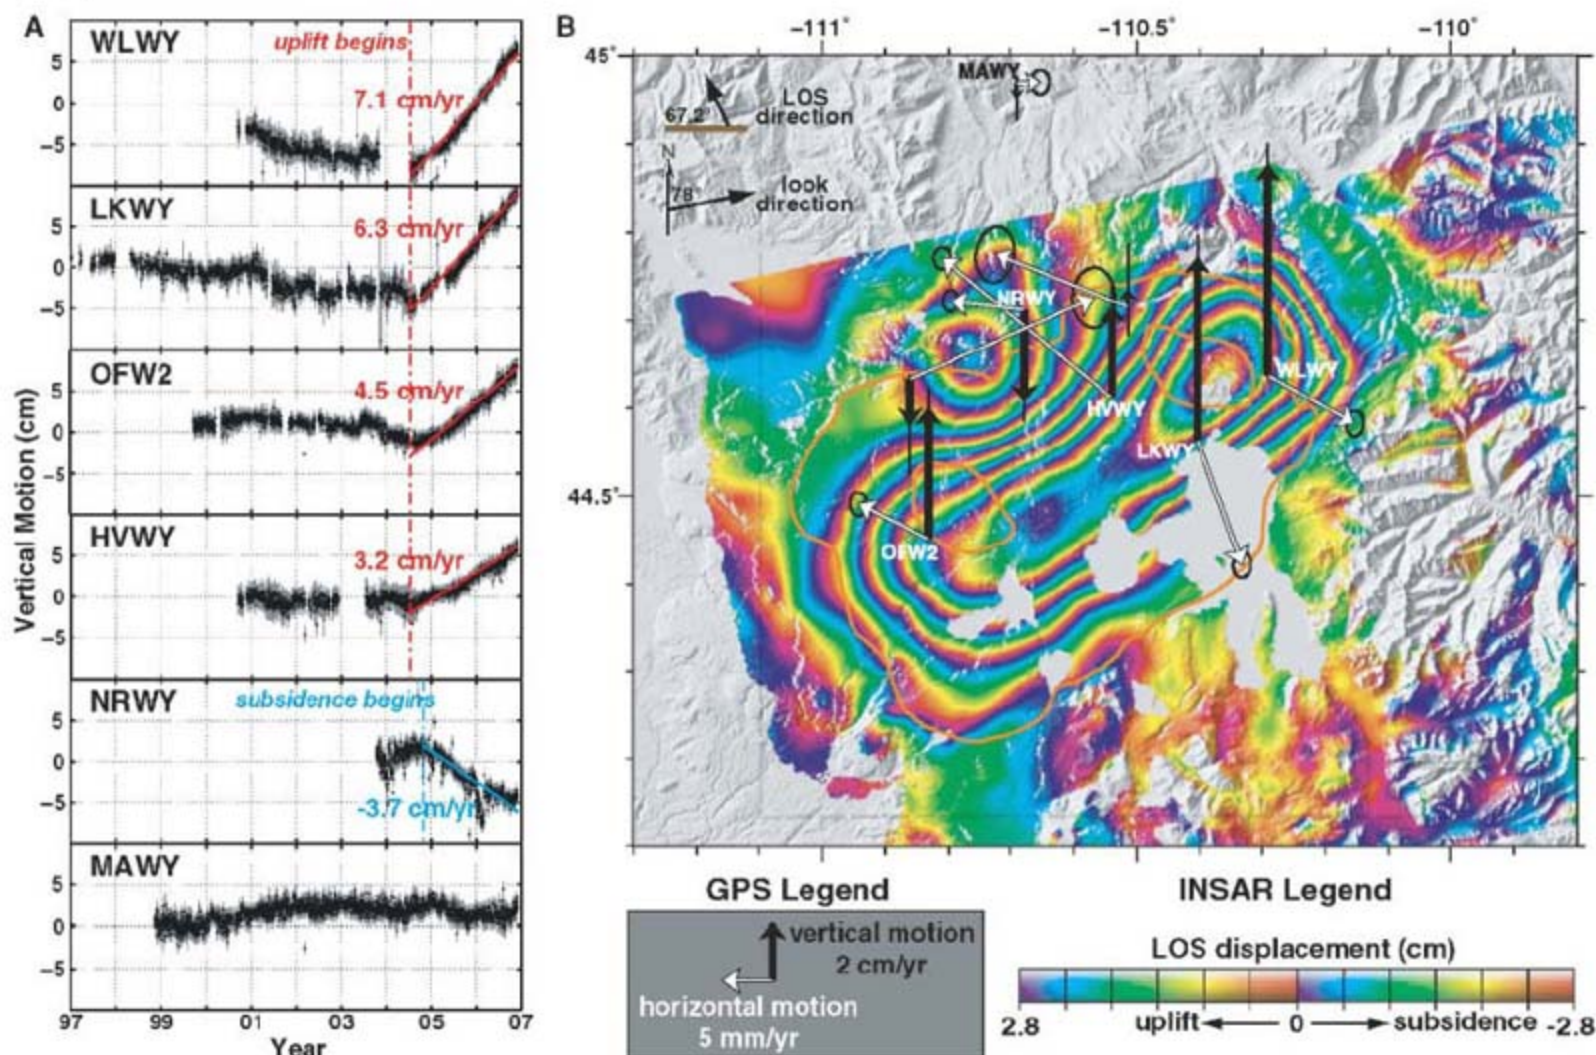 A
WLWY
uplift begins
7.1 cm/yr
5
0
−5
LKWY
6.3 cm/yr
5
0
−5
OFW2
4.5 cm/yr
5
0
−5
HVWY
3.2 cm/yr
5
0
−5
NRWY
subsidence begins
-3.7 cm/yr
5
0
−5
MAWY
5
0
−5
Vertical Motion (cm)
97 99 01 03 05 07
Year
B
−111° −110.5° −110°
45°
44.5°
MAWY
67.2°
LOS
direction
N
78°
look
direction
NRWY
WLWY
HVWY
LKWY
OFW2
GPS Legend
vertical motion
2 cm/yr
horizontal motion
5 mm/yr
INSAR Legend
LOS displacement (cm)
2.8 uplift 0 subsidence -2.8